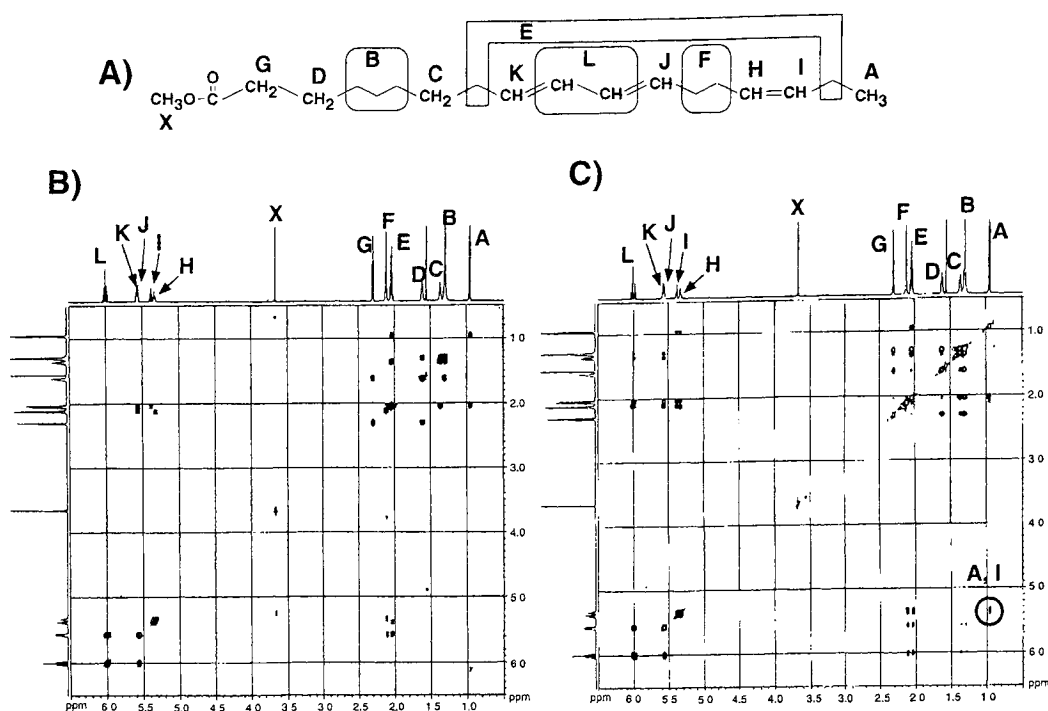 A)
E
G D B C K L J F H I A
O
CH3O C CH2 CH2 CH2 CH CH CH CH CH CH CH3
X
B)
X
K J I H L
G F E D C B A
1.0
2.0
3.0
4.0
5.0
6.0
ppm
ppm 6.0 5.5 5.0 4.5 4.0 3.5 3.0 2.5 2.0 1.5 1.0
C)
X
K J I H L
G F E D C B A
1.0
2.0
3.0
4.0
5.0
6.0
ppm
A, I
ppm 6.0 5.5 5.0 4.5 4.0 3.5 3.0 2.5 2.0 1.5 1.0